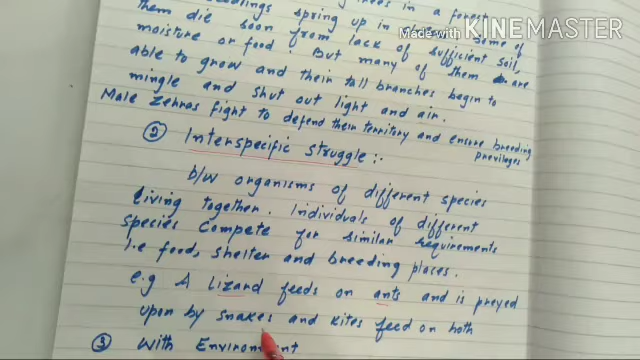 trees in a forest
seedlings spring up in Some of
them die soon from lack of sufficient soil,
moisture or food. But many of them are
able to grow and their tall branches begin to
mingle and shut out light and air.
Male Zebras fight to defend their territory and ensure breeding
previleges
② Interspecific struggle :-
b/w organisms of different species
living together. Individuals of different
species compete for similar requirements
i.e food, shelter and breeding places.
e.g A lizard feeds on ants and is preyed
upon by snakes and kites feed on both
③ With Enviroment
Made with KINEMASTER